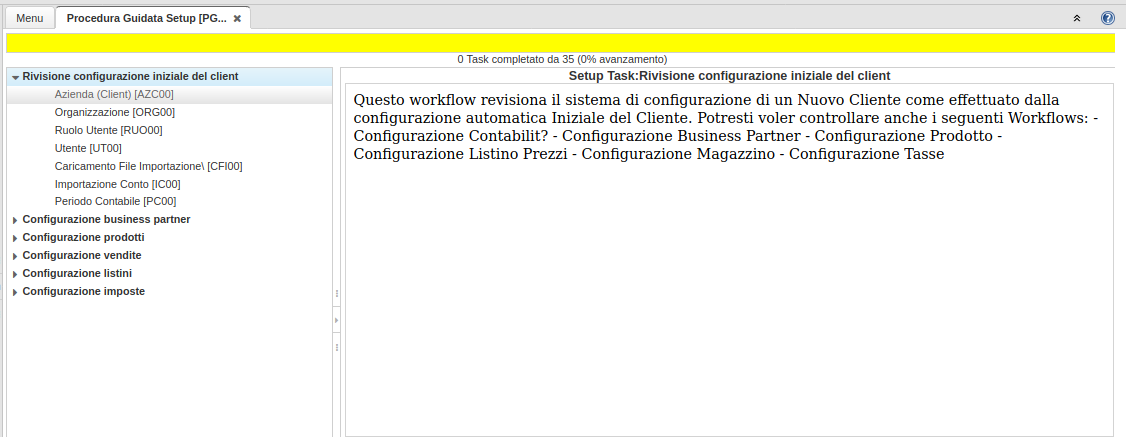 Menu
Procedura Guidata Setup [PG...
0 Task completato da 35 (0% avanzamento)
Rivisione configurazione iniziale del client
Azienda (Client) [AZC00]
Organizzazione [ORG00]
Ruolo Utente [RUO00]
Utente [UT00]
Caricamento File Importazione\ [CFI00]
Importazione Conto [IC00]
Periodo Contabile [PC00]
Configurazione business partner
Configurazione prodotti
Configurazione vendite
Configurazione listini
Configurazione imposte
Setup Task:Rivisione configurazione iniziale del client
Questo workflow revisiona il sistema di configurazione di un Nuovo Cliente come effettuato dalla
configurazione automatica Iniziale del Cliente. Potresti voler controllare anche i seguenti Workflows: -
Configurazione Contabilit? - Configurazione Business Partner - Configurazione Prodotto -
Configurazione Listino Prezzi - Configurazione Magazzino - Configurazione Tasse